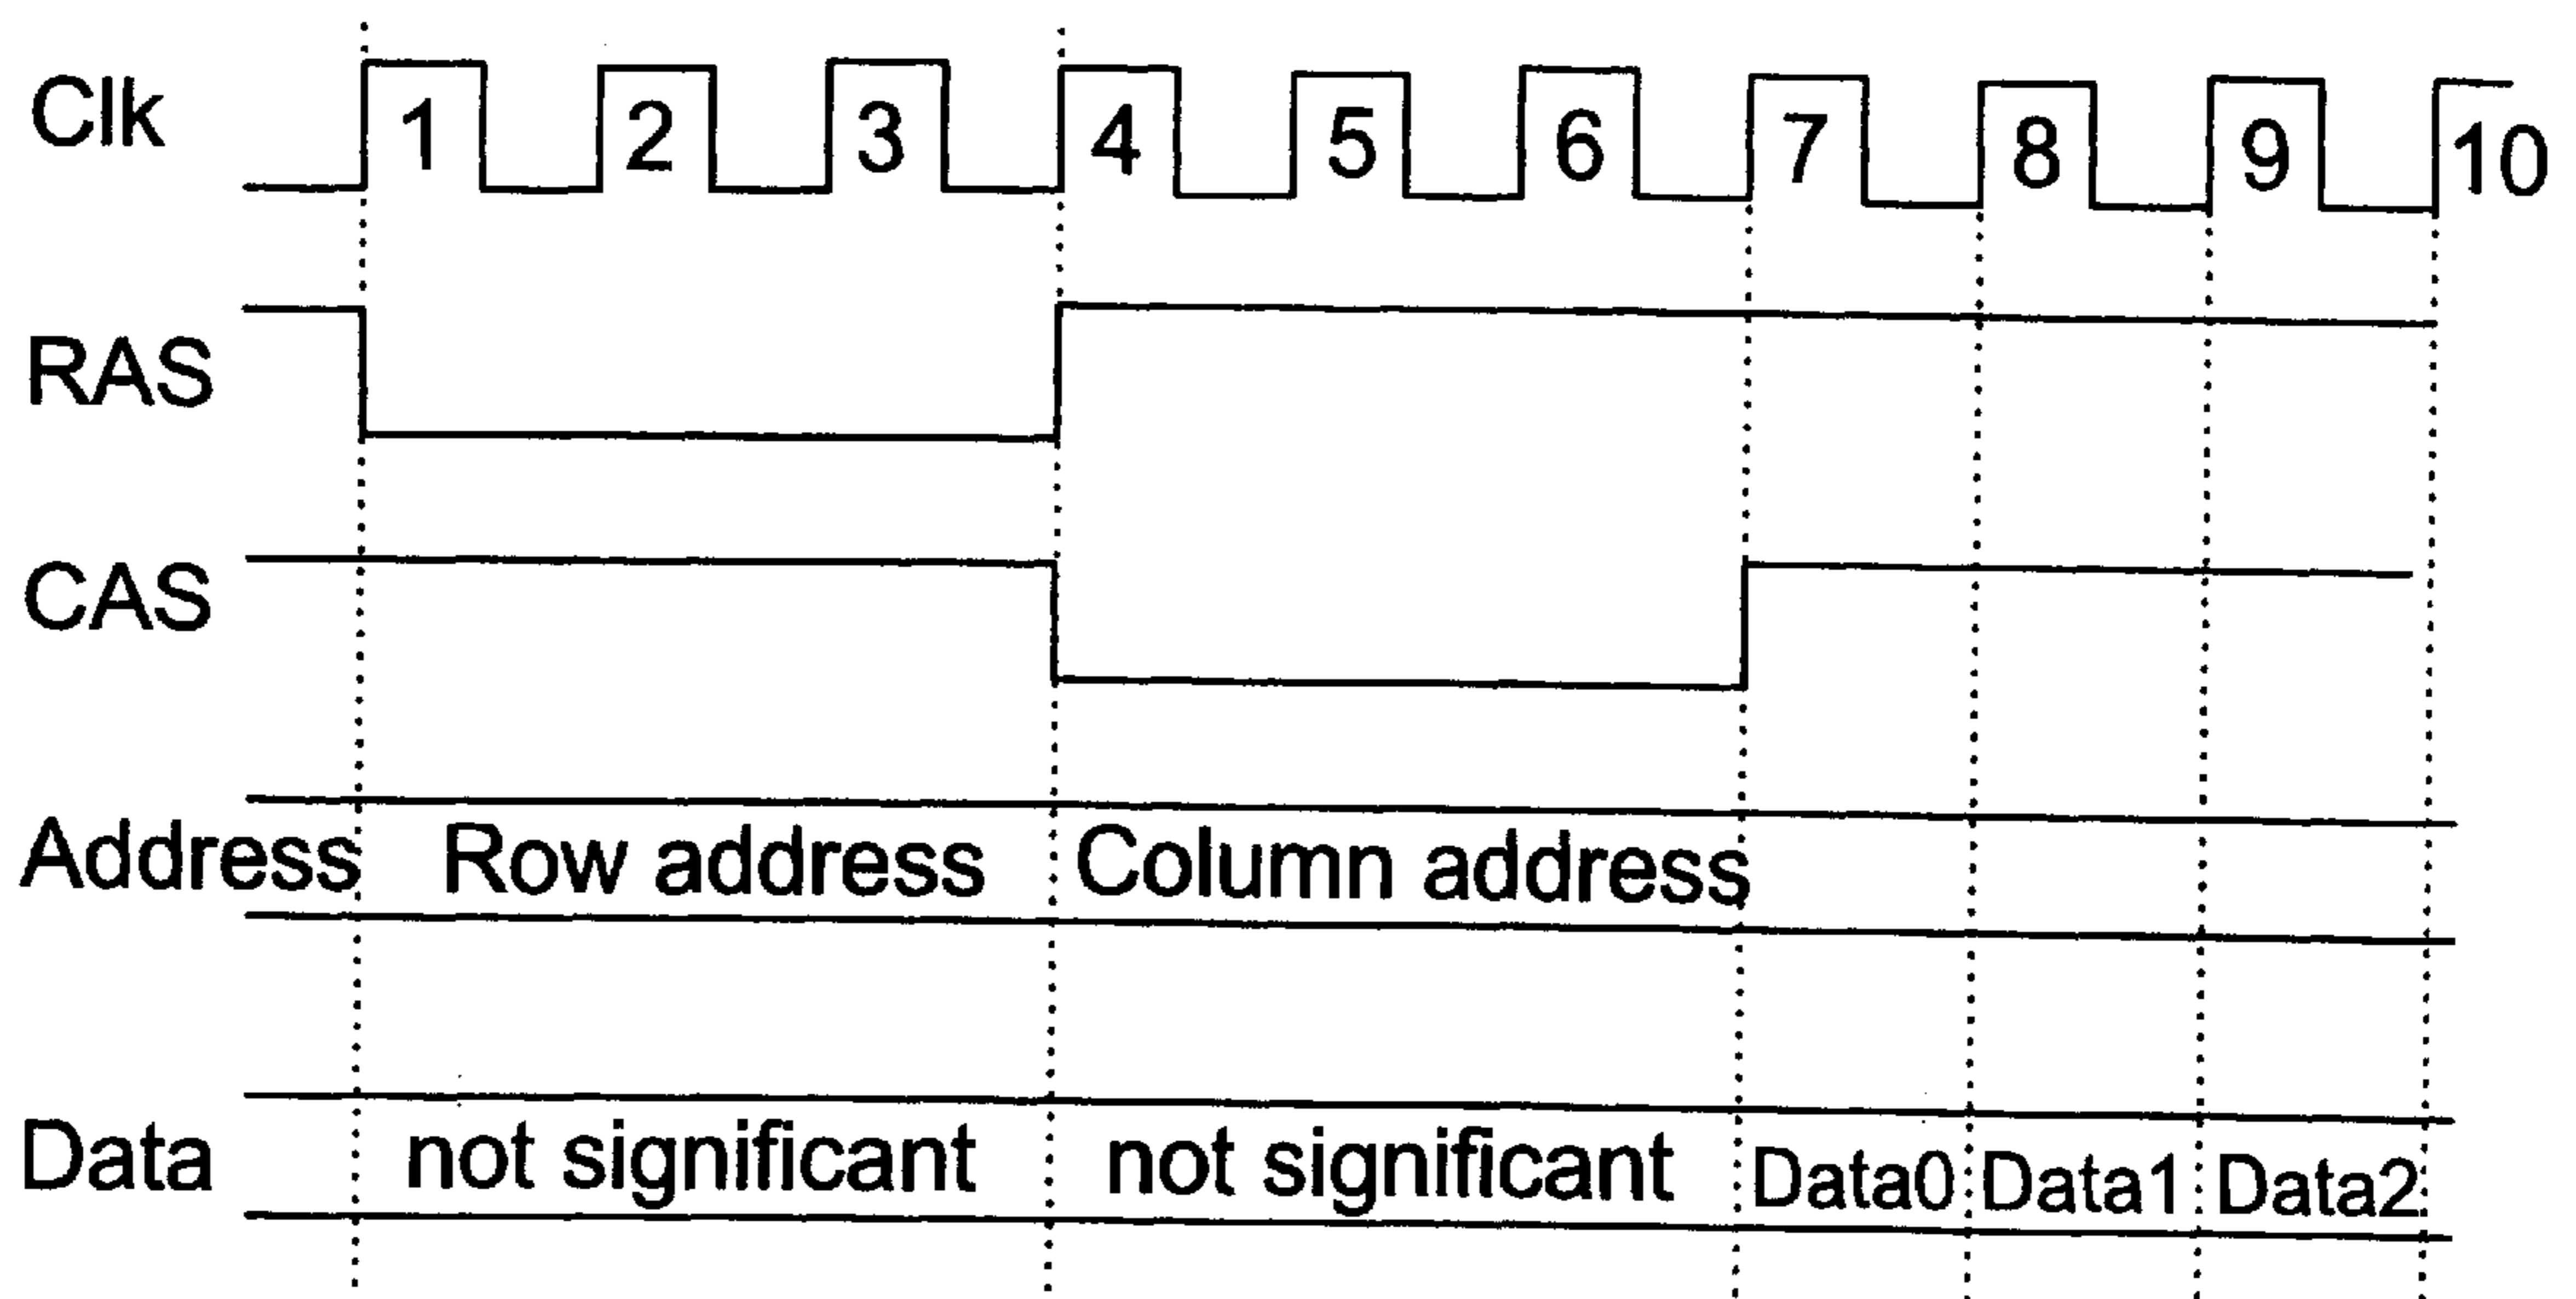 Clk 1 2 3 4 5 6 7 8 9 10
RAS
CAS
Address Row address Column address
Data not significant not significant Data0 Data1 Data2